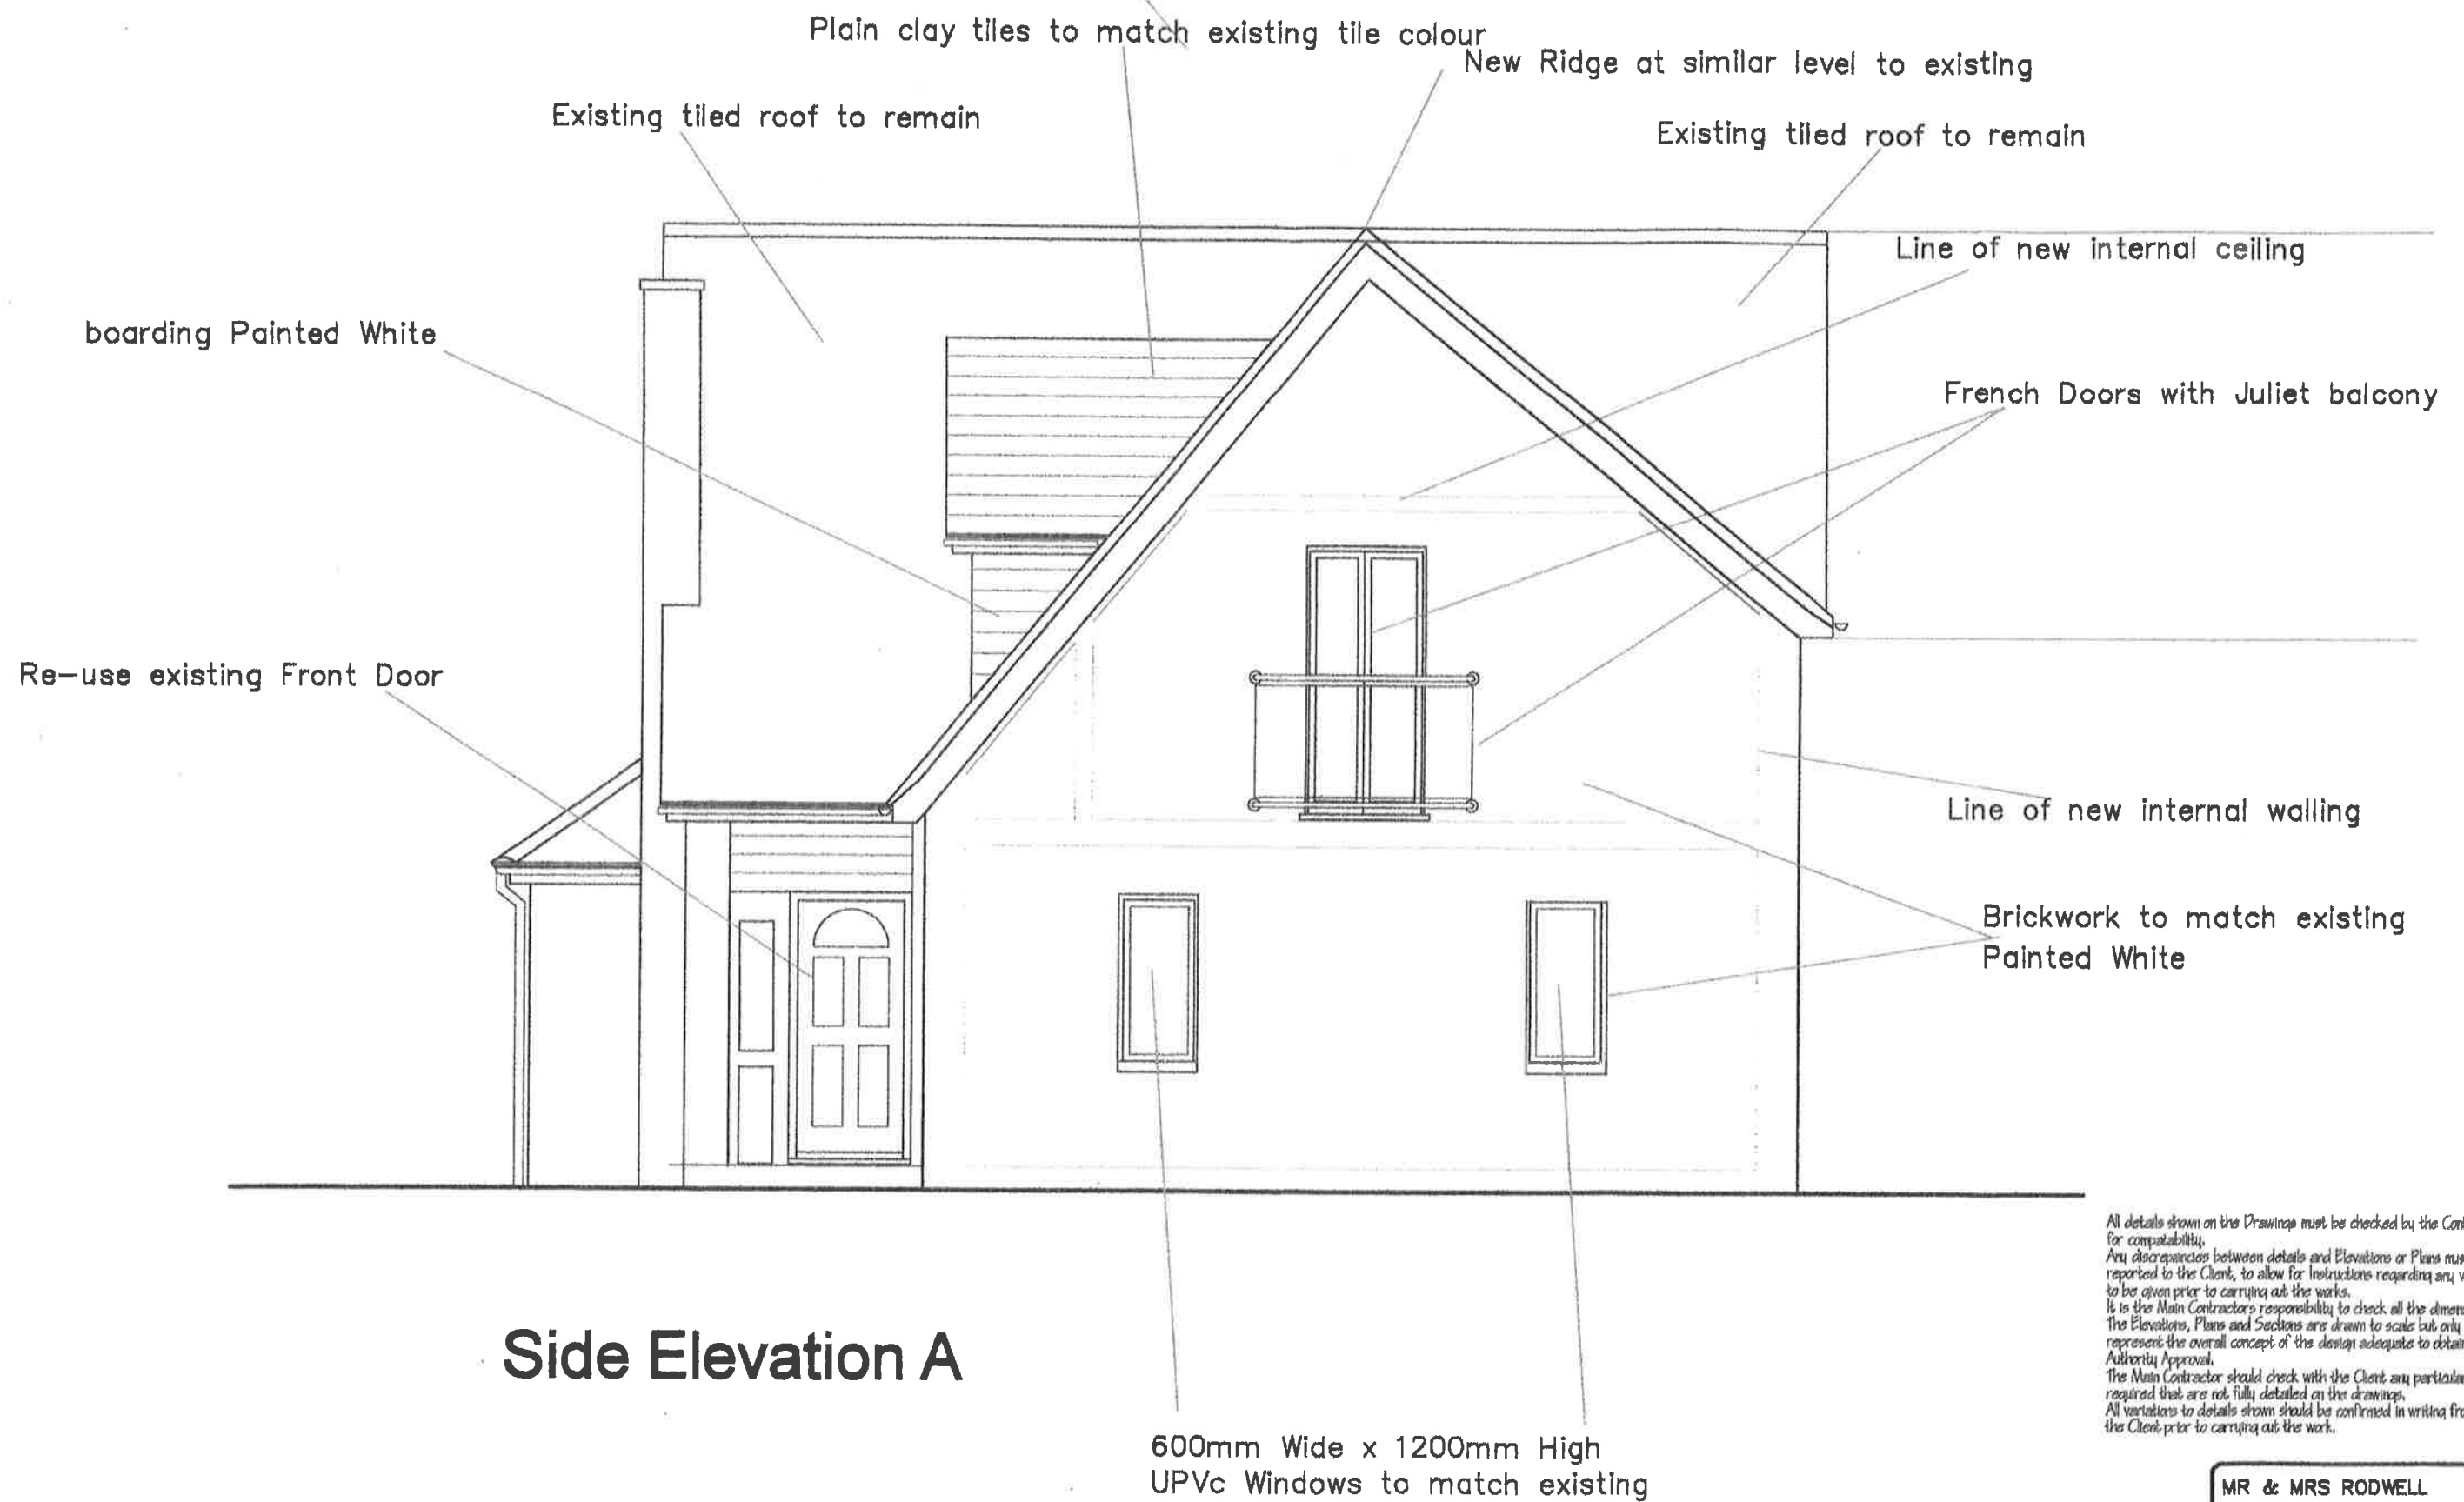 Plain clay tiles to match existing tile colour
New Ridge at similar level to existing
Existing tiled roof to remain
Existing tiled roof to remain
Line of new internal ceiling
boarding Painted White
French Doors with Juliet balcony
Re-use existing Front Door
Line of new internal walling
Brickwork to match existing
Painted White
All details shown on the Drawings must be checked by the
for compatability.
Any discrepancies between details and Elevations or Plans
reported to the Client, to allow for Instructions regarding any
to be given prior to carrying out the works.
It is the Main Contractors responsibility to check all the
The Elevations, Plans and Sections are drawn to scale but only
represent the overall concept of the design adequate to
Authority Approval.
The Main Contractor should check with the Client any
required that are not fully detailed on the drawings.
All variations to details shown should be confirmed in writing
the Client prior to carrying out the work.
Side Elevation A
600mm Wide x 1200mm High
UPVc Windows to match existing
MR & MRS RODWELL